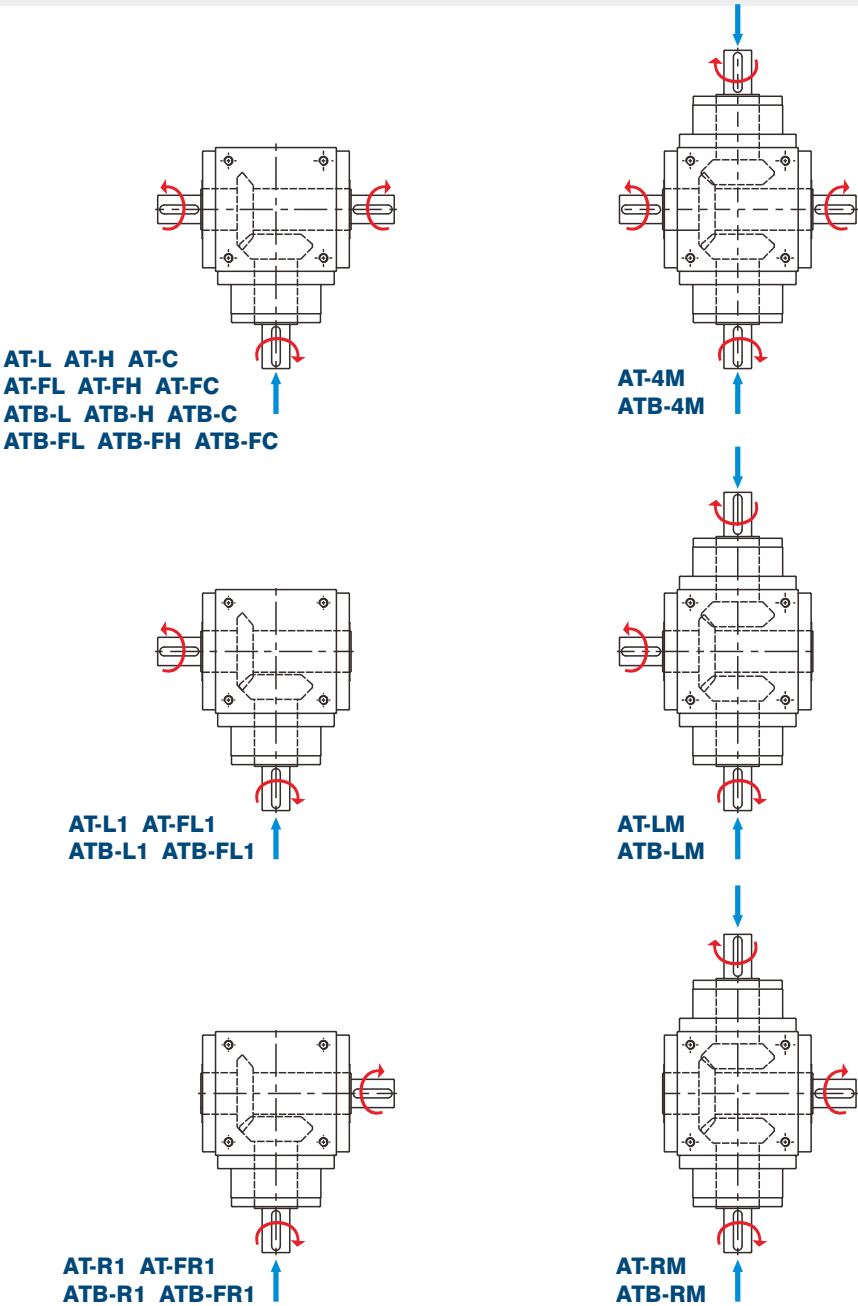 AT-L AT-H AT-C
AT-FL AT-FH AT-FC
ATB-L ATB-H ATB-C
ATB-FL ATB-FH ATB-FC
AT-4M
ATB-4M
AT-L1 AT-FL1
ATB-L1 ATB-FL1
AT-LM
ATB-LM
AT-R1 AT-FR1
ATB-R1 ATB-FR1
AT-RM
ATB-RM